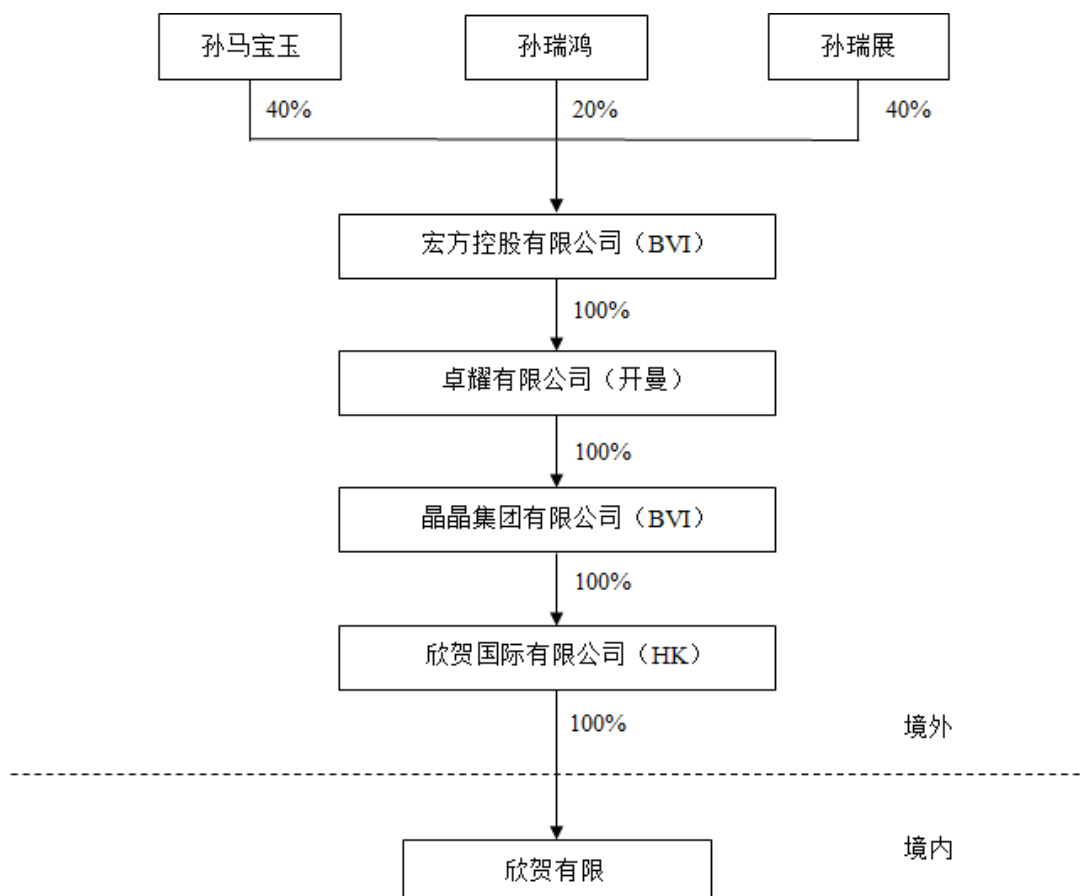 孙马宝玉
孙瑞鸿
孙瑞展
40%
20%
40%
宏方控股有限公司（BVI）
100%
卓耀有限公司（开曼）
100%
晶晶集团有限公司（BVI）
100%
欣贺国际有限公司（HK）
100%
境外
境内
欣贺有限